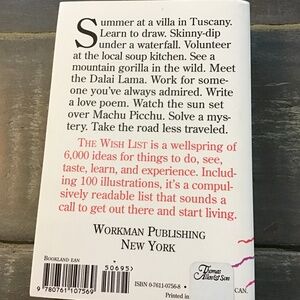 Summer at a villa in Tuscany.
Learn to draw. Skinny-dip
under a waterfall. Volunteer
at the local soup kitchen. See a
mountain gorilla in the wild. Meet
the Dalai Lama. Work for some-
one you've always admired. Write
a love poem. Watch the sun set
over Machu Picchu. Solve a mys-
tery. Take the road less traveled.
THE WISH LIST is a wellspring of
6,000 ideas for things to do, see,
taste, learn, and experience. Includ-
ing 100 illustrations, it's a compul-
sively readable list that sounds a
call to get out there and start living.
WORKMAN PUBLISHING
NEW YORK
BOOKLAND EAN
50695
9 780761 107569
ISBN 0-7611-0756-8
Printed in
Thomas
Allen & Son
CAN.